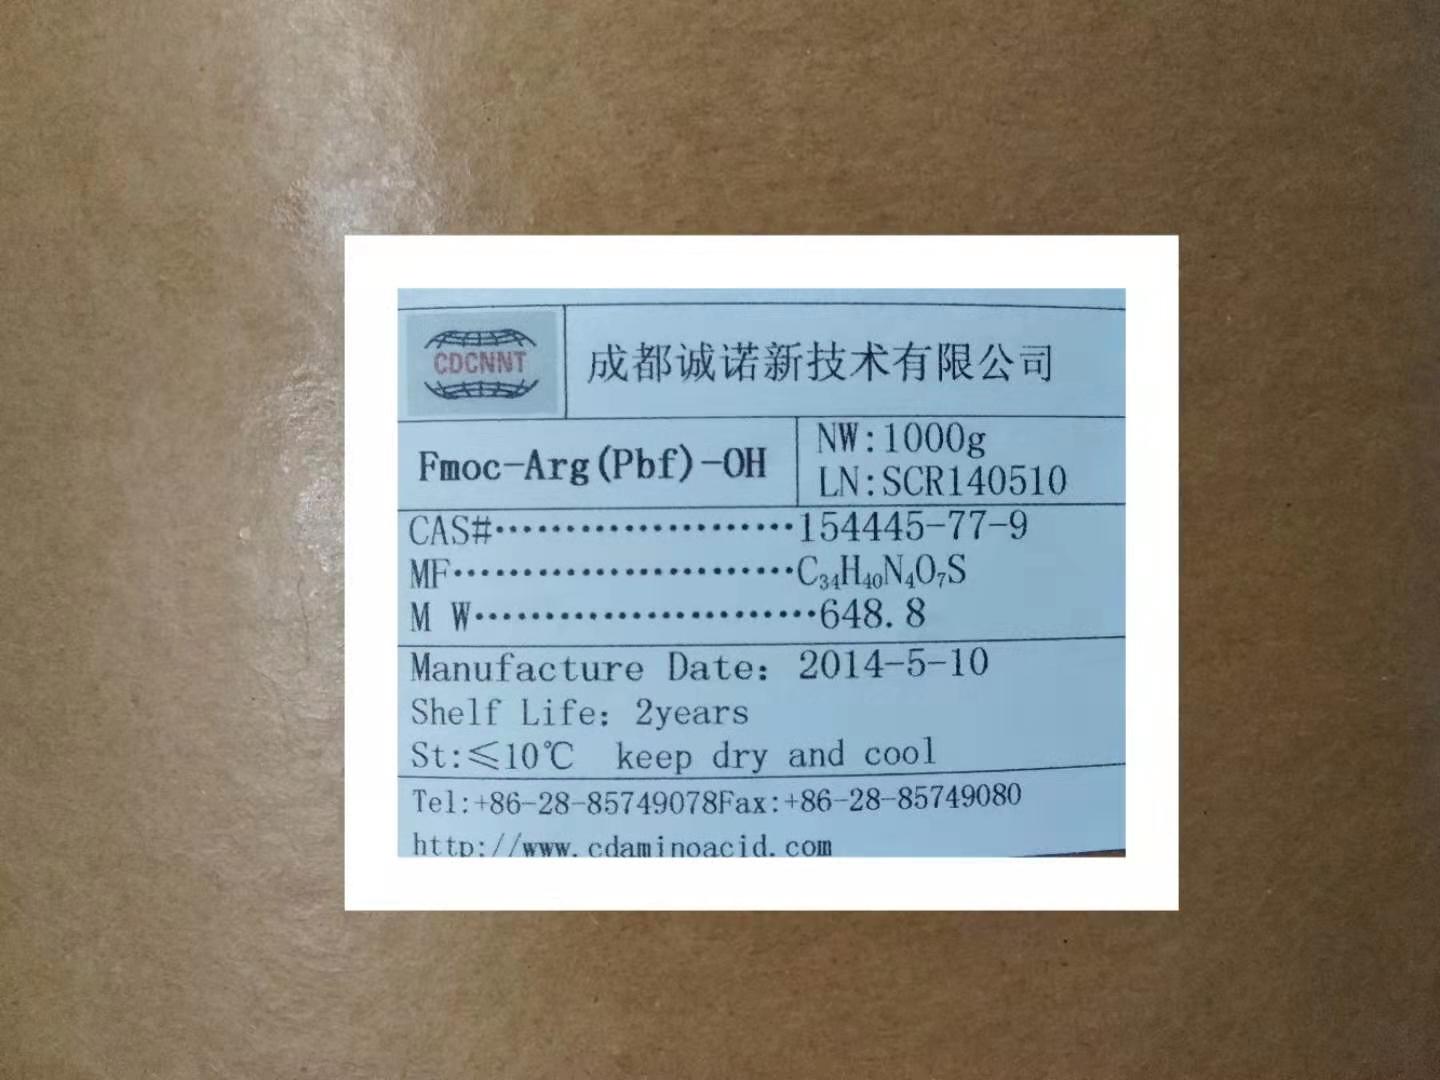 CDCNNT
成都诚诺新技术有限公司
Fmoc-Arg(Pbf)-OH
NW:1000g
LN:SCR140510
CAS#·····················154445-77-9
MF························C₃₄H₄₀N₄O₇S
M W························648.8
Manufacture Date: 2014-5-10
Shelf Life: 2years
St:≤10℃ keep dry and cool
Tel:+86-28-85749078Fax:+86-28-85749080
http://www.cdaminoacid.com